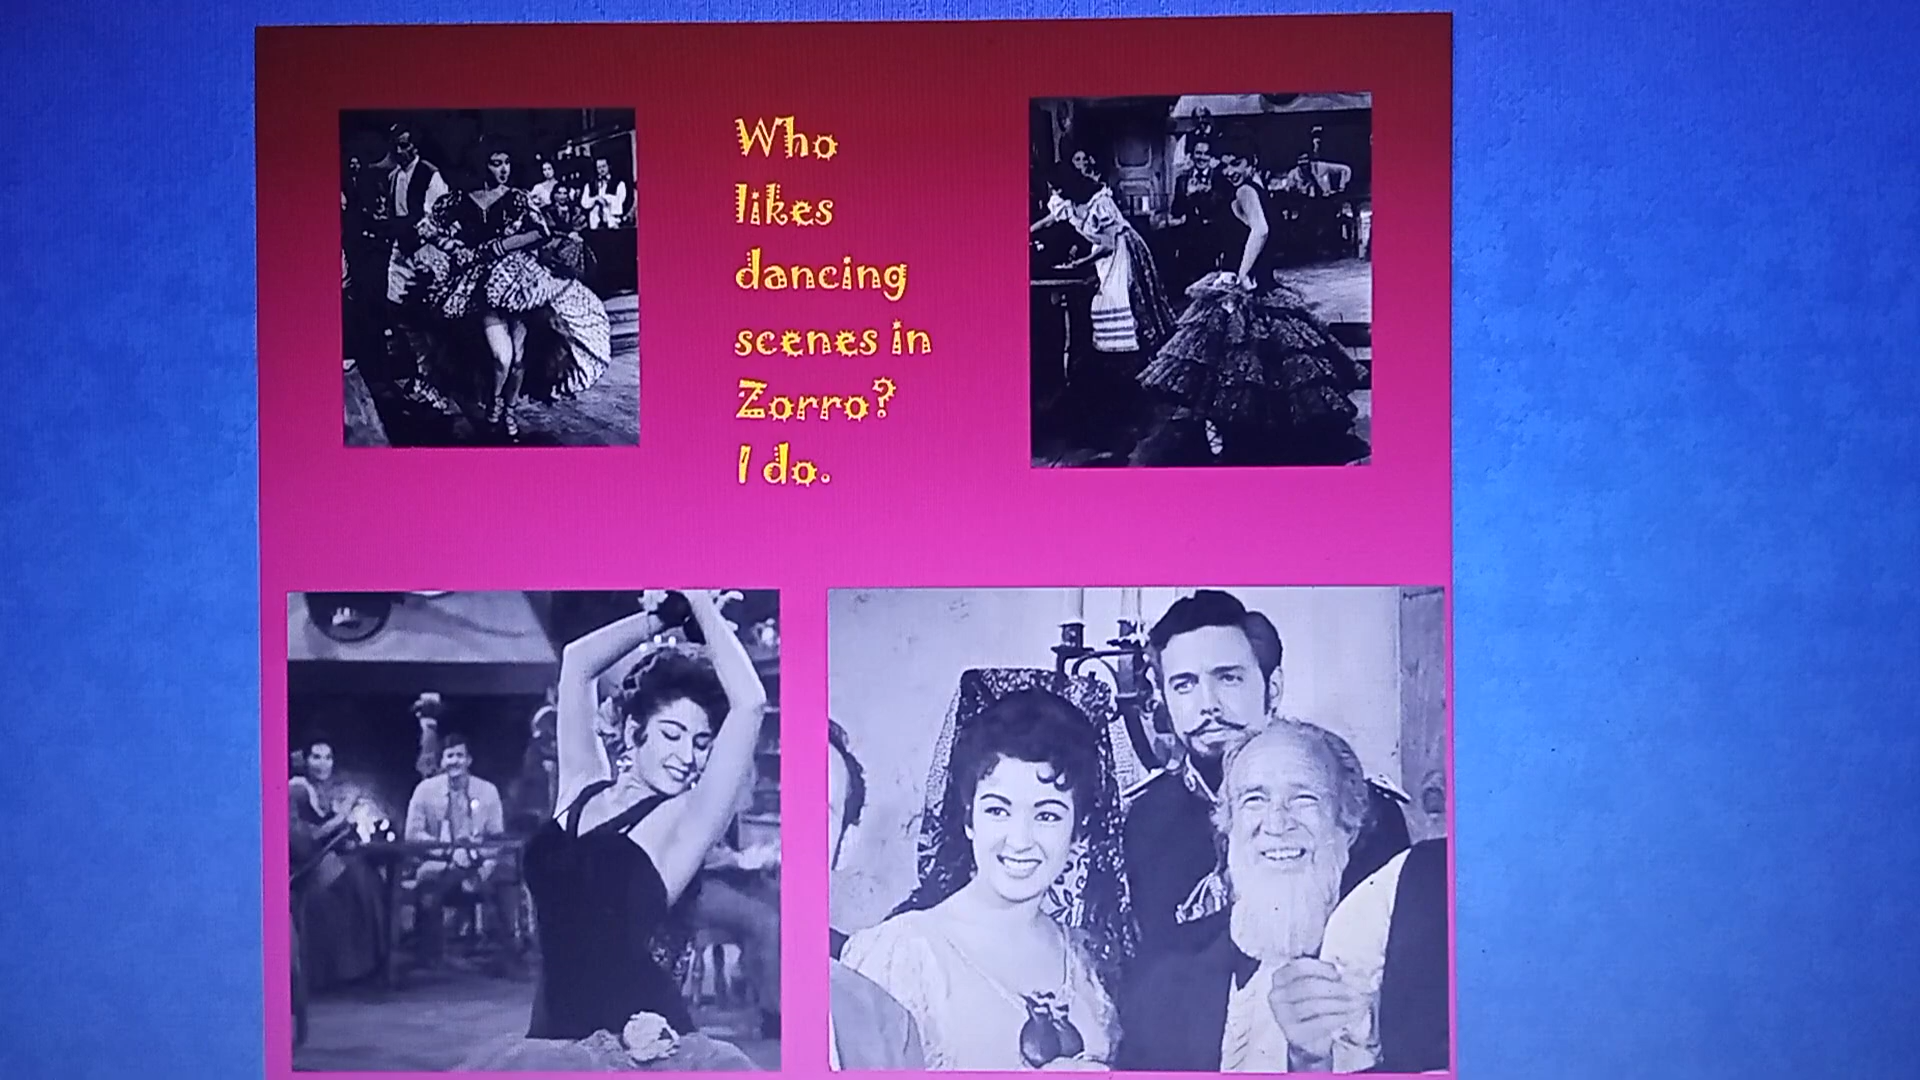 Who
likes
dancing
scenes in
Zorro?
I do.